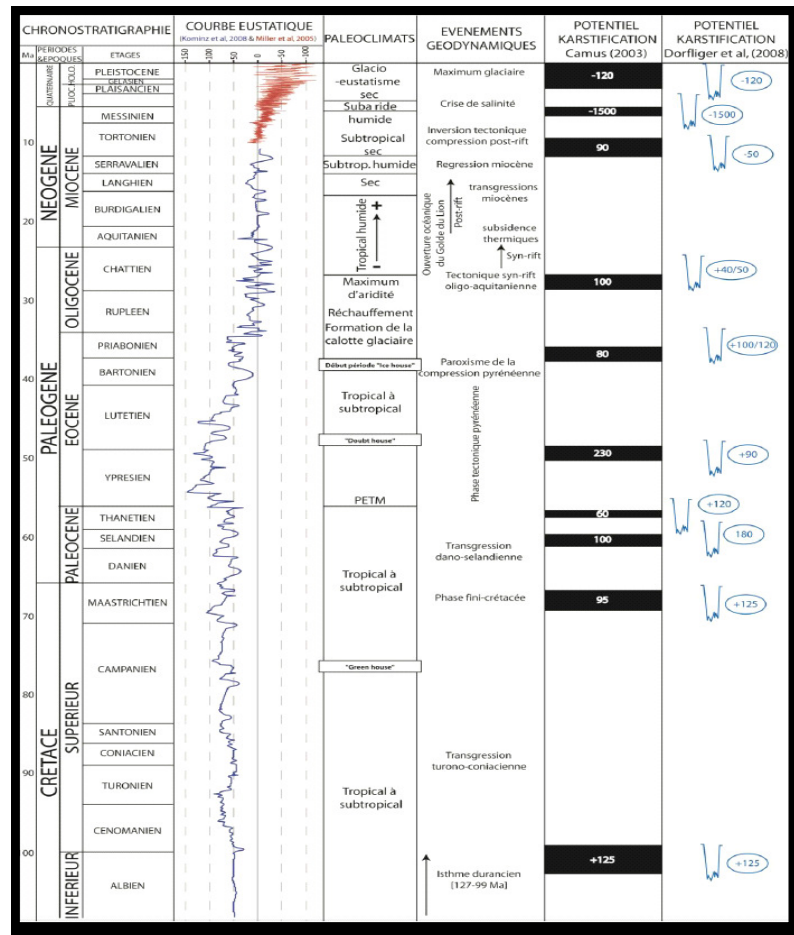 CHRONOSTRATIGRAPHIE
COURBE EUSTATIQUE
(Kominz et al, 2008 & Miller et al, 2005)
PALEOCLIMATS
EVENEMENTS
GEODYNAMIQUES
POTENTIEL
KARSTIFICATION
Camus (2003)
POTENTIEL
KARSTIFICATION
Dorfliger et al, (2008)
Ma
PERIODES
&EPOQUES
ETAGES
-150
-100
-50
-0
-50
-100
QUATERNAIRE
PLIOC.
HOLO.
NEOGENE
MIOCENE
PALEOGENE
OLIGOCENE
EOCENE
PALEOCENE
CRETACE
SUPERIEUR
INFERIEUR
10
20
30
40
50
60
70
80
90
00
PLEISTOCENE
GELASIEN
PLAISANCIEN
MESSINIEN
TORTONIEN
SERRAVALIEN
LANGHIEN
BURDIGALIEN
AQUITANIEN
CHATTIEN
RUPLEEN
PRIABONIEN
BARTONIEN
LUTETIEN
YPRESIEN
THANETIEN
SELANDIEN
DANIEN
MAASTRICHTIEN
CAMPANIEN
SANTONIEN
CONIACIEN
TURONIEN
CENOMANIEN
ALBIEN
Glacio
-eustatisme
sec
Suba ride
humide
Subtropical
sec
Subtrop. humide
Sec
Tropical humide
+
-
Maximum
d'aridité
Réchauffement
Formation de la
calotte glaciaire
Début période "Ice house"
Tropical à
subtropical
"Doubt house"
PETM
Tropical à
subtropical
"Green house"
Tropical à
subtropical
Maximum glaciaire
Crise de salinité
Inversion tectonique
compression post-rift
Regression miocène
Ouverture océanique
du Golde du Lion
Post-rift
transgressions
miocènes
subsidence
thermiques
Syn-rift
Tectonique syn-rift
oligo-aquitanienne
Paroxisme de la
compression pyrénéenne
Phase tectonique pyrénéenne
Transgression
dano-selandienne
Phase fini-crétacée
Transgression
turono-coniacienne
Isthme durancien
[127-99 Ma]
-120
-1500
90
100
80
230
60
100
95
+125
-120
-1500
-50
+40/50
+100/120
+90
+120
180
+125
+125